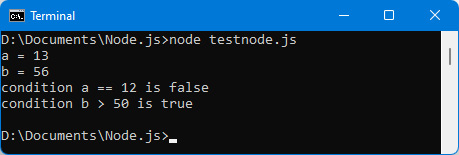 Terminal
D:\Documents\Node.js>node testnode.js
a = 13
b = 56
condition a == 12 is false
condition b > 50 is true
D:\Documents\Node.js>